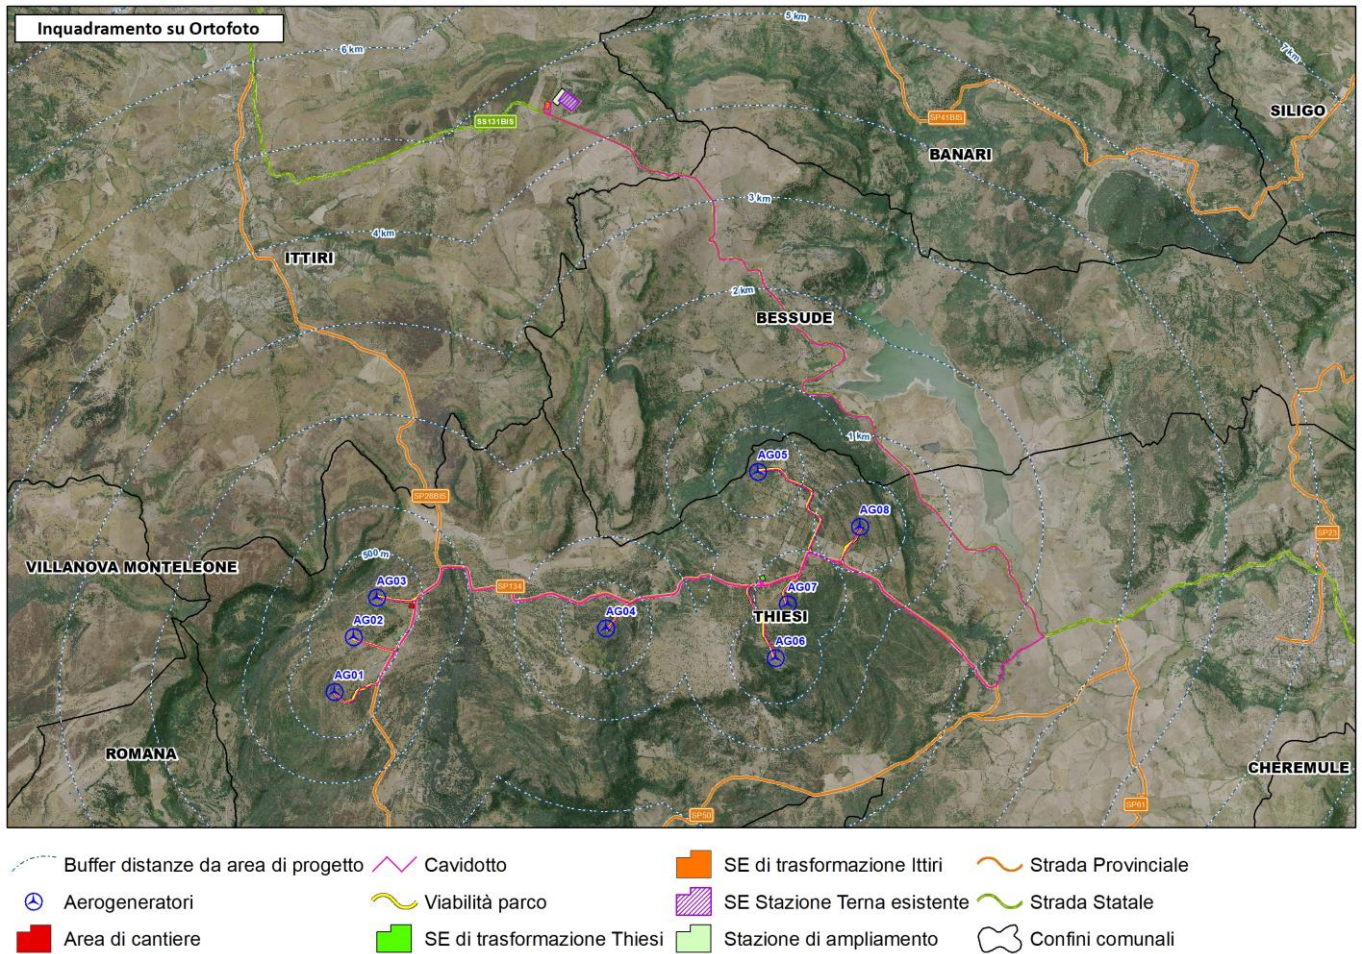 Inquadramento su Ortofoto
5 km
6 km
7 km
SILIGO
SS131BIS
SP41BIS
BANARI
3 km
4 km
ITTIRI
2 km
BESSUDE
1 km
AG05
SP28BIS
AG08
SP23
500 m
VILLANOVA MONTELEONE
AG03
SP134
AG07
AG04
THIESI
AG02
AG06
AG01
ROMANA
CHEREMULE
SP50
SP61
Buffer distanze da area di progetto
Cavidotto
SE di trasformazione Ittiri
Strada Provinciale
Aerogeneratori
Viabilità parco
SE Stazione Terna esistente
Strada Statale
Area di cantiere
SE di trasformazione Thiesi
Stazione di ampliamento
Confini comunali